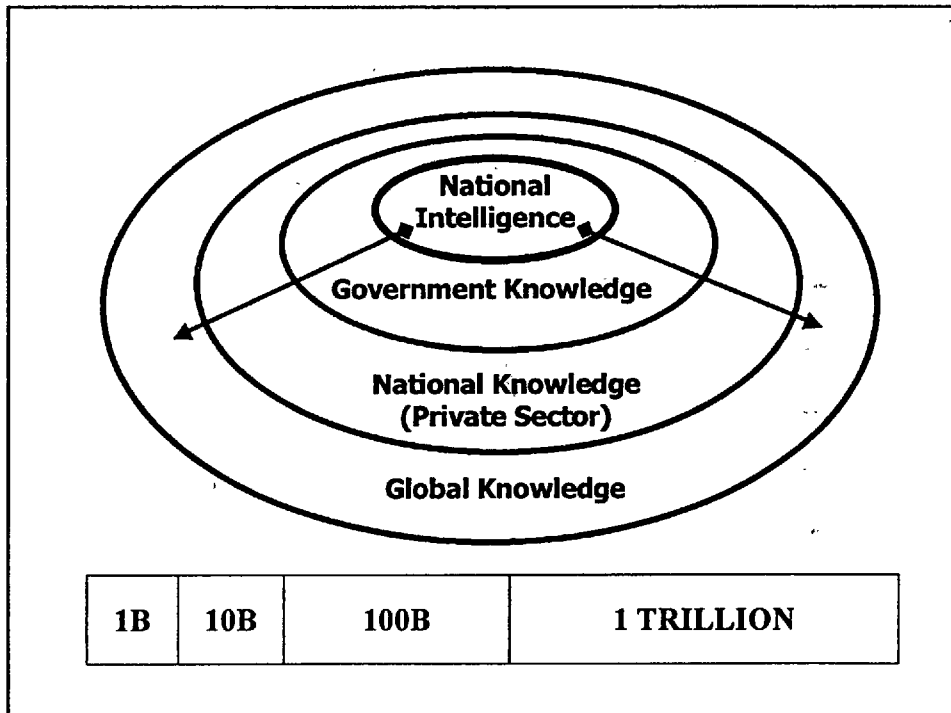 National
Intelligence
Government Knowledge
National Knowledge
(Private Sector)
Global Knowledge
1B 10B 100B 1 TRILLION